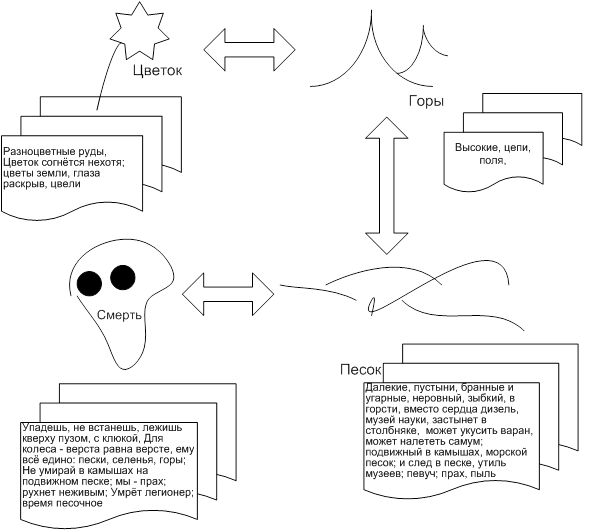 Цветок
Горы
Разноцветные руды,
Цветок согнётся нехотя;
цветы земли, глаза
раскрыв, цвели
Высокие, цепи,
поля,
Смерть
Песок
Упадешь, не встанешь, лежишь
кверху пузом, с клюкой, Для
колеса - верста равна версте, ему
всё едино: пески, селенья, горы;
Не умирай в камышах на
подвижном песке; мы - прах;
рухнет неживым; Умрёт легионер;
время песочное
Далекие, пустыни, бранные и
угарные, неровный, зыбкий, в
горсти, вместо сердца дизель,
музей науки, застынет в
столбняке, может укусить варан,
может налететь самум;
подвижный в камышах, морской
песок; и след в песке, утиль
музеев; певуч; прах, пыль